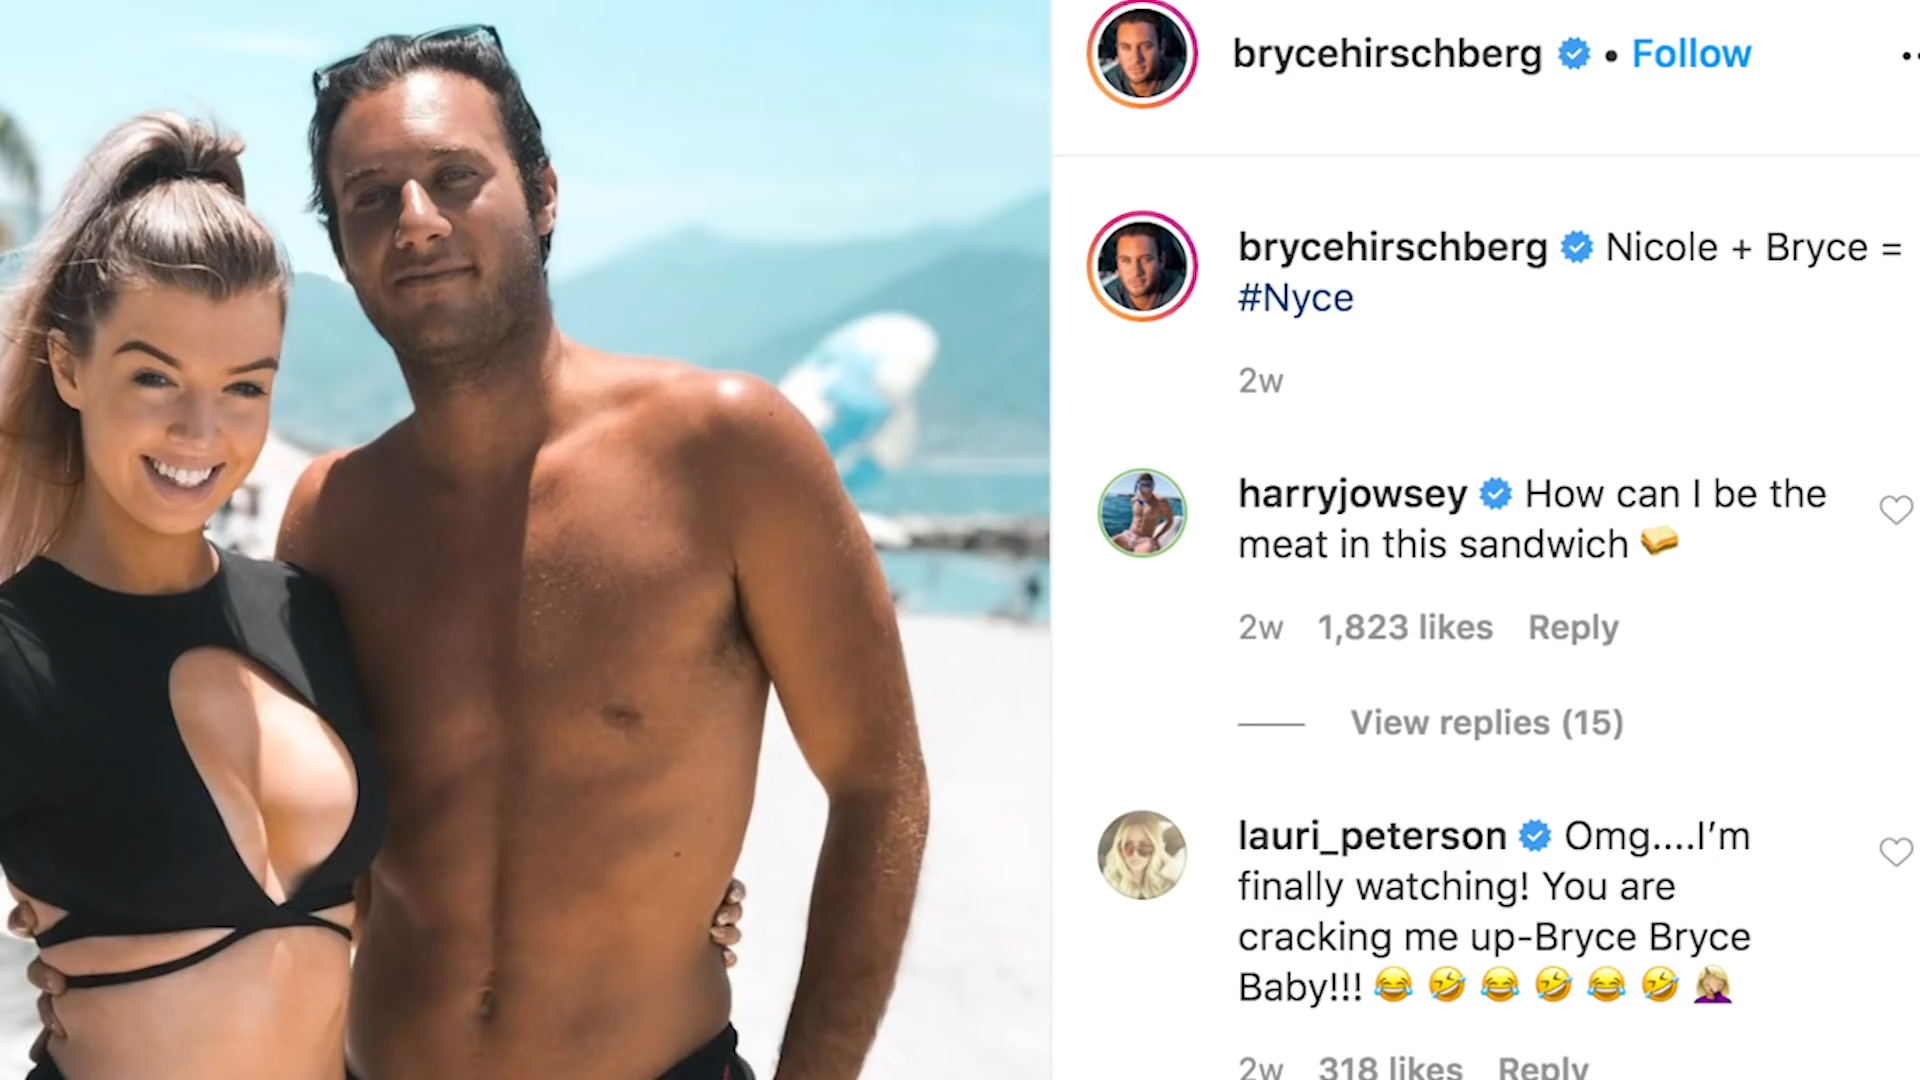 brycehirschberg • Follow
brycehirschberg Nicole + Bryce =
#Nyce
2w
harryjowsey How can I be the
meat in this sandwich 🥪
2w 1,823 likes Reply
View replies (15)
lauri_peterson Omg....I'm
finally watching! You are
cracking me up-Bryce Bryce
Baby!!! 😂 🤣 😂 🤣 😂 🤣 🤦🏼‍♀️
2w 318 likes Reply